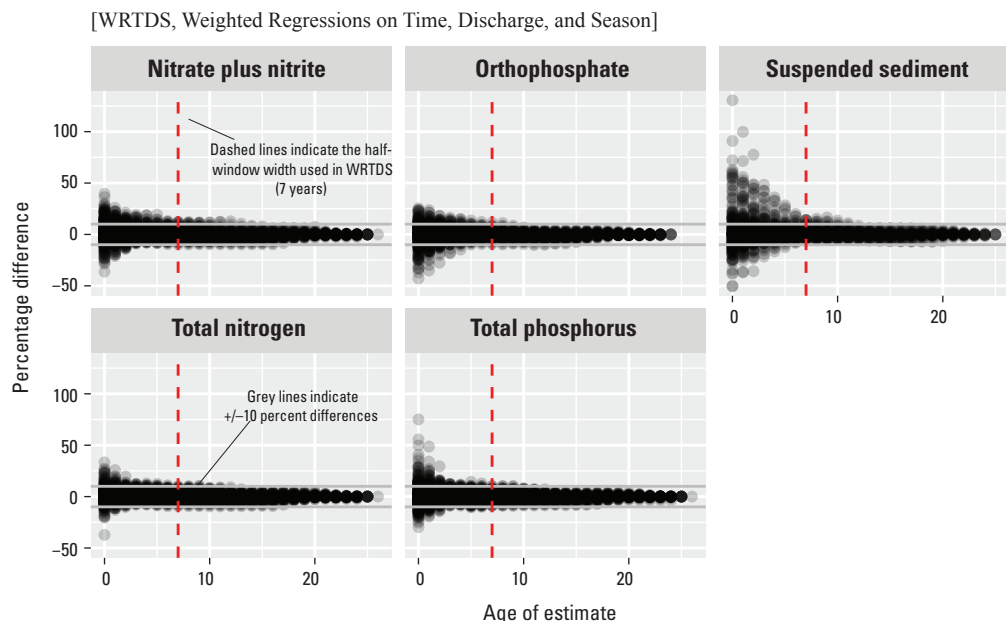 [WRTDS, Weighted Regressions on Time, Discharge, and Season]
Nitrate plus nitrite
Orthophosphate
Suspended sediment
Percentage difference
100
50
0
–50
Dashed lines indicate the half-
window width used in WRTDS
(7 years)
0
10
20
Total nitrogen
Total phosphorus
100
50
0
–50
Grey lines indicate
+/–10 percent differences
0
10
20
0
10
20
Age of estimate